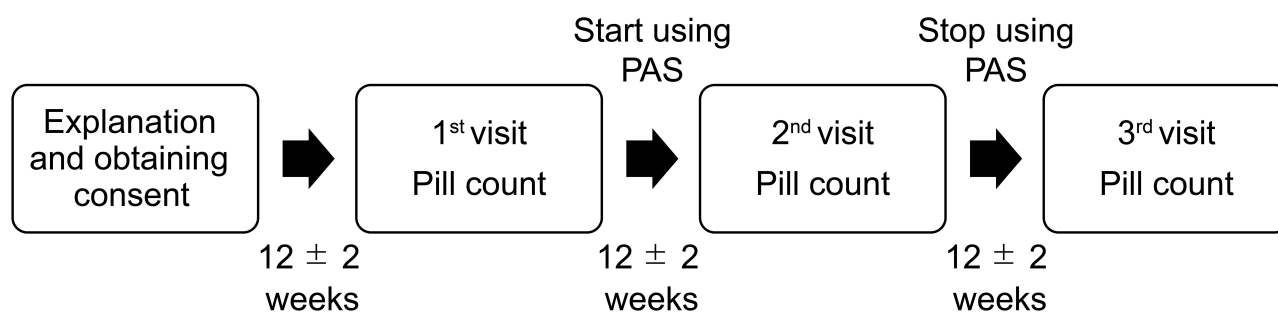 Explanation
and obtaining
consent
12 ± 2
weeks
1st visit
Pill count
Start using
PAS
12 ± 2
weeks
2nd visit
Pill count
Stop using
PAS
12 ± 2
weeks
3rd visit
Pill count